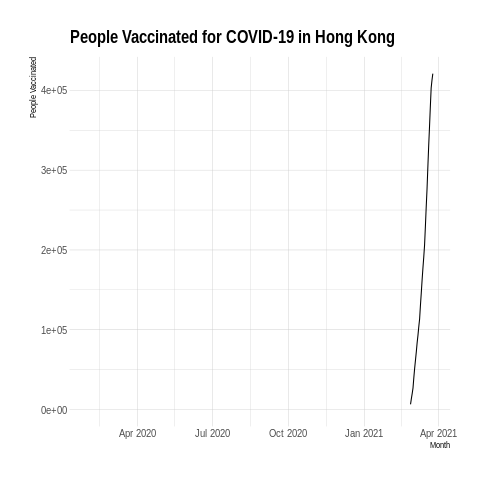 People Vaccinated for COVID-19 in Hong Kong
People Vaccinated
4e+05
3e+05
2e+05
1e+05
0e+00
Apr 2020 Jul 2020 Oct 2020 Jan 2021 Apr 2021
Month